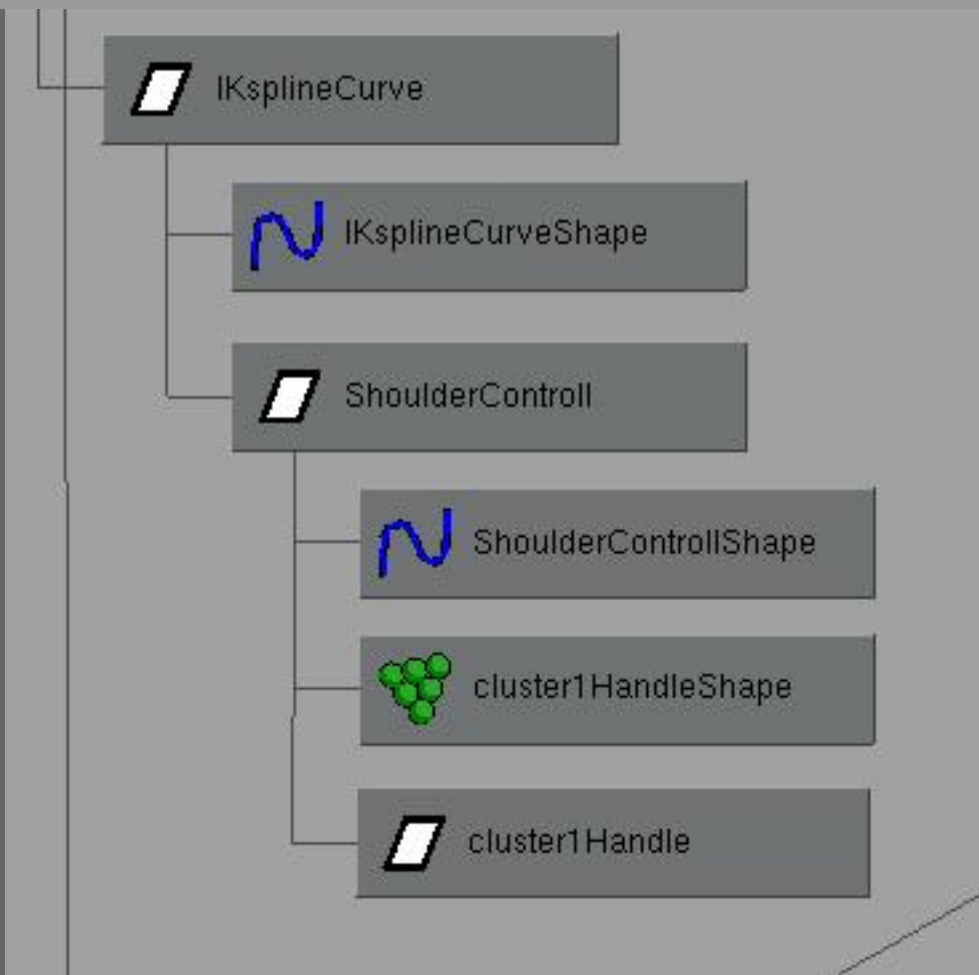 IKsplineCurve
IKsplineCurveShape
ShoulderControll
ShoulderControllShape
cluster1HandleShape
cluster1Handle